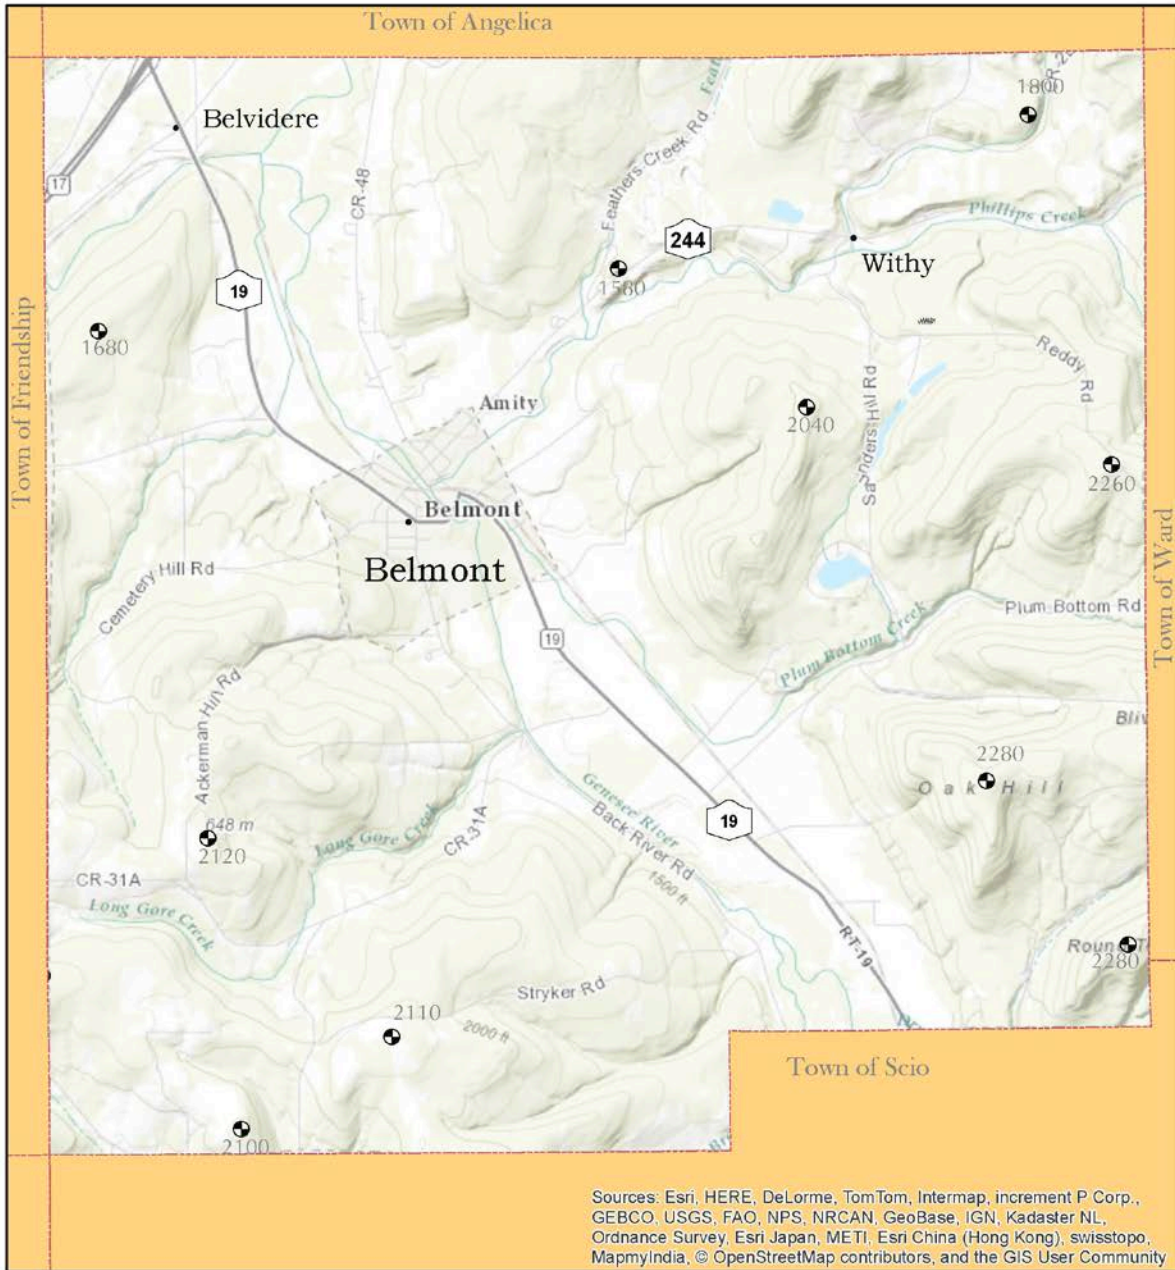 Town of Angelica
1800
Belvidere
17
CR-48
Feathers Creek Rd
244
Phillips Creek
Withy
19
1580
Town of Friendship
1680
Reddy Rd
Amity
2040
Saunders Hill Rd
2260
Belmont
Belmont
Town of Ward
Cemetery Hill Rd
Plum Bottom Rd
19
Plum Bottom Creek
Ackerman Hill Rd
2280
Oak Hill
Genesee River
Back River Rd
19
648 m
2120
Long Gore Creek
CR-31A
1500 ft
CR-31A
Long Gore Creek
RT-19
2280
Stryker Rd
2110
2000 ft
Town of Scio
2100
Sources: Esri, HERE, DeLorme, TomTom, Intermap, increment P Corp.,
GEBCO, USGS, FAO, NPS, NRCAN, GeoBase, IGN, Kadaster NL,
Ordnance Survey, Esri Japan, METI, Esri China (Hong Kong), swisstopo,
MapmyIndia, © OpenStreetMap contributors, and the GIS User Community